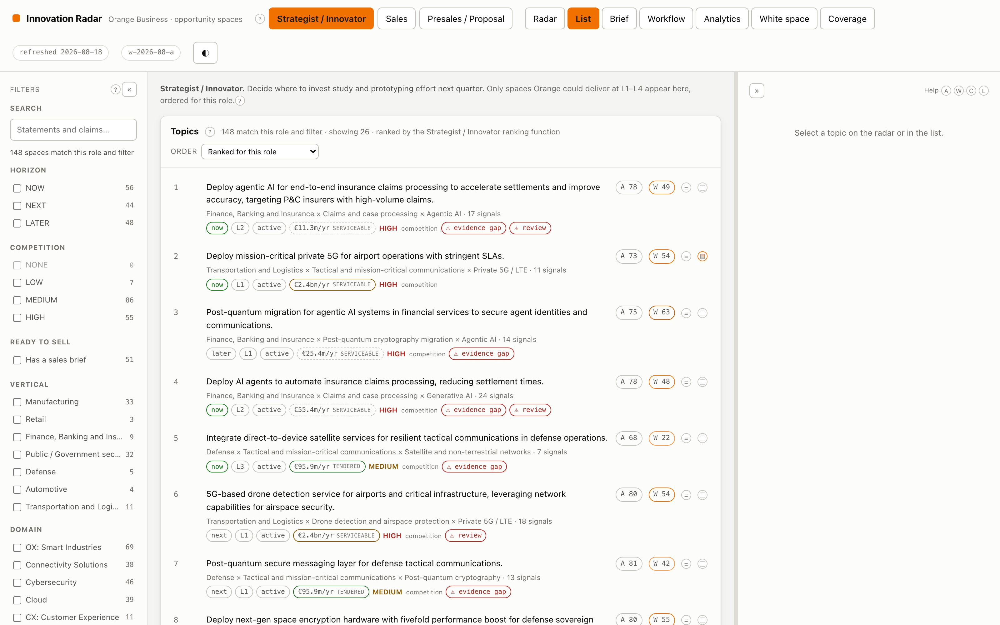 Innovation Radar Orange Business · opportunity spaces ? Strategist / Innovator Sales Presales / Proposal Radar List Brief Workflow Analytics White space Coverage
refreshed 2026-08-18 w-2026-08-a
FILTERS ? «
SEARCH
Statements and claims...
148 spaces match this role and filter
HORIZON
NOW 56
NEXT 44
LATER 48
COMPETITION
NONE 0
LOW 7
MEDIUM 86
HIGH 55
READY TO SELL
Has a sales brief 51
VERTICAL
Manufacturing 33
Retail 3
Finance, Banking and Ins... 9
Public / Government sec... 32
Defense 5
Automotive 4
Transportation and Logi... 11
DOMAIN
OX: Smart Industries 69
Connectivity Solutions 38
Cybersecurity 46
Cloud 39
CX: Customer Experience 11
Strategist / Innovator. Decide where to invest study and prototyping effort next quarter. Only spaces Orange could deliver at L1–L4 appear here,
ordered for this role. ?
Topics ? 148 match this role and filter · showing 26 · ranked by the Strategist / Innovator ranking function
ORDER Ranked for this role
1 Deploy agentic AI for end-to-end insurance claims processing to accelerate settlements and improve A 78 W 49 =
accuracy, targeting P&C insurers with high-volume claims.
Finance, Banking and Insurance × Claims and case processing × Agentic AI · 17 signals
now L2 active €11.3m/yr SERVICEABLE HIGH competition ⚠ evidence gap ⚠ review
2 Deploy mission-critical private 5G for airport operations with stringent SLAs. A 73 W 54 =
Transportation and Logistics × Tactical and mission-critical communications × Private 5G / LTE · 11 signals
now L1 active €2.4bn/yr SERVICEABLE HIGH competition
3 Post-quantum migration for agentic AI systems in financial services to secure agent identities and A 75 W 63 =
communications.
Finance, Banking and Insurance × Post-quantum cryptography migration × Agentic AI · 14 signals
later L1 active €25.4m/yr SERVICEABLE HIGH competition ⚠ evidence gap
4 Deploy AI agents to automate insurance claims processing, reducing settlement times. A 78 W 48 =
Finance, Banking and Insurance × Claims and case processing × Generative AI · 24 signals
now L2 active €55.4m/yr SERVICEABLE HIGH competition ⚠ evidence gap ⚠ review
5 Integrate direct-to-device satellite services for resilient tactical communications in defense operations. A 68 W 22 =
Defense × Tactical and mission-critical communications × Satellite and non-terrestrial networks · 7 signals
now L3 active €95.9m/yr TENDERED MEDIUM competition ⚠ evidence gap
6 5G-based drone detection service for airports and critical infrastructure, leveraging network A 80 W 54 =
capabilities for airspace security.
Transportation and Logistics × Drone detection and airspace protection × Private 5G / LTE · 18 signals
next L1 active €2.4bn/yr SERVICEABLE HIGH competition ⚠ review
7 Post-quantum secure messaging layer for defense tactical communications. A 81 W 42 =
Defense × Tactical and mission-critical communications × Post-quantum cryptography · 13 signals
next L1 active €95.9m/yr TENDERED MEDIUM competition ⚠ evidence gap
8 Deploy next-gen space encryption hardware with fivefold performance boost for defense sovereign A 80 W 55 =
» Help A W C L
Select a topic on the radar or in the list.